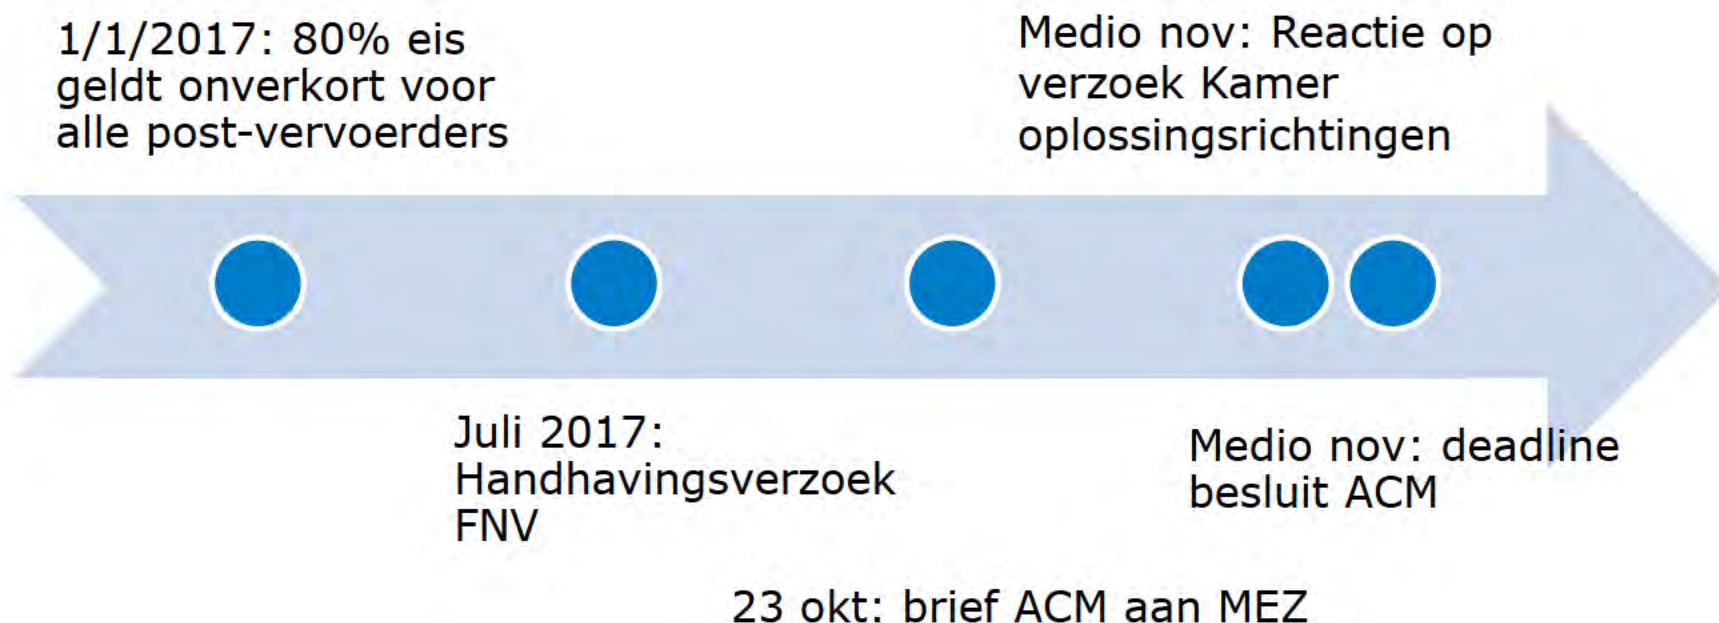 1/1/2017: 80% eis
geldt onverkort voor
alle post-vervoerders
Medio nov: Reactie op
verzoek Kamer
oplossingsrichtingen
Juli 2017:
Handhavingsverzoek
FNV
Medio nov: deadline
besluit ACM
23 okt: brief ACM aan MEZ